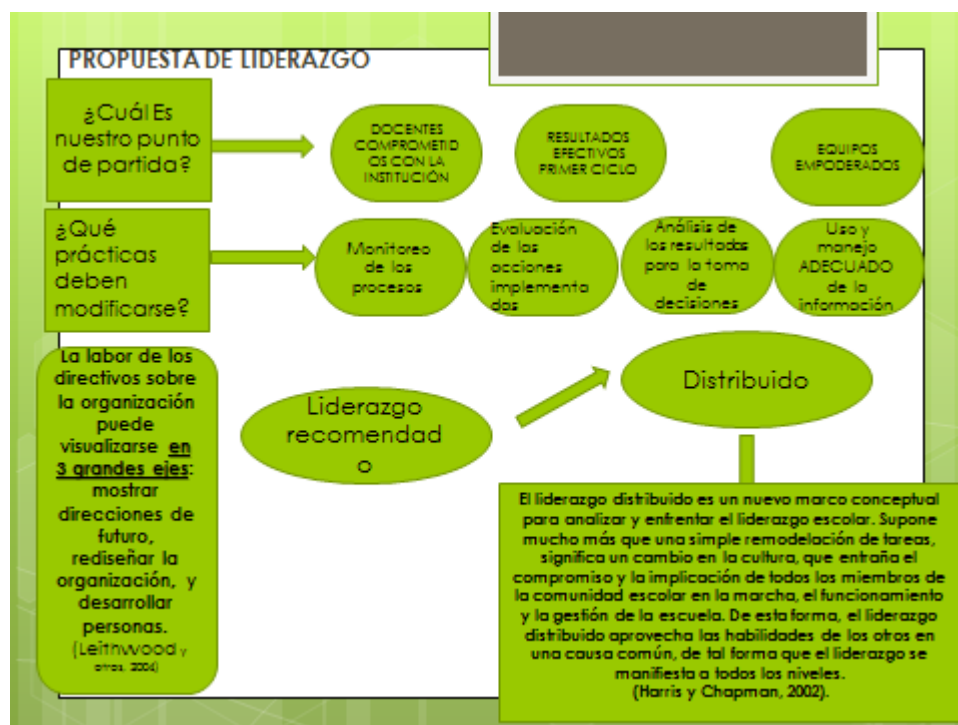 PROPUESTA DE LIDERAZGO
¿Cuál Es
nuestro punto
de partida?
DOCENTES
COMPROMETID
OS CON LA
INSTITUCIÓN
RESULTADOS
EFECTIVOS
PRIMER CICLO
EQUIPOS
EMPODERADOS
¿Qué
prácticas
deben
modificarse?
Monitoreo
de los
procesos
Evaluación
de las
acciones
implementa
das
Análisis de
los resultados
para la toma
de
decisiones
Uso y
manejo
ADECUADO
de la
información
La labor de los
directivos sobre
la organización
puede
visualizarse en
3 grandes ejes:
mostrar
direcciones de
futuro,
rediseñar la
organización, y
desarrollar
personas.
(Leithwood y
otros, 2006)
Liderazgo
recomendad
o
Distribuido
El liderazgo distribuido es un nuevo marco conceptual
para analizar y enfrentar el liderazgo escolar. Supone
mucho más que una simple remodelación de tareas,
significa un cambio en la cultura, que entraña el
compromiso y la implicación de todos los miembros de
la comunidad escolar en la marcha, el funcionamiento
y la gestión de la escuela. De esta forma, el liderazgo
distribuido aprovecha las habilidades de los otros en
una causa común, de tal forma que el liderazgo se
manifiesta a todos los niveles.
(Harris y Chapman, 2002).